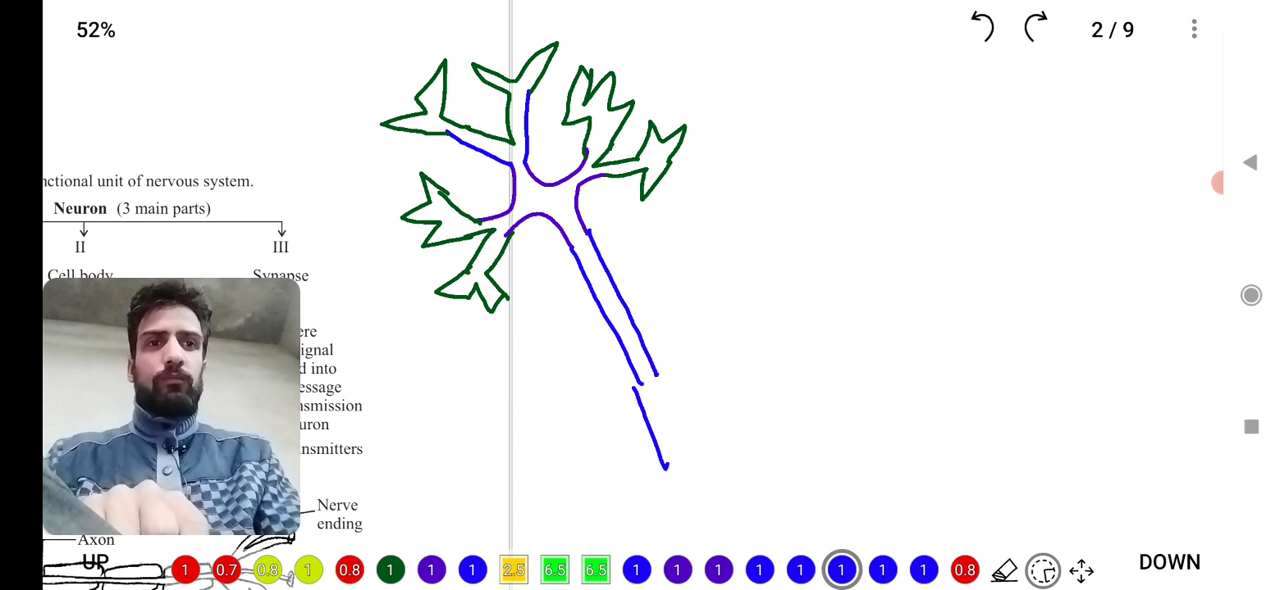 52%
2 / 9
nctional unit of nervous system.
Neuron (3 main parts)
II III
Cell body Synapse
ere
ignal
d into
essage
nsmission
uron
nsmitters
Nerve
ending
Axon
UP
1 0.7 0.8 1 0.8 1 1 1 2.5 6.5 6.5 1 1 1 1 1 1 1 1 0.8
DOWN